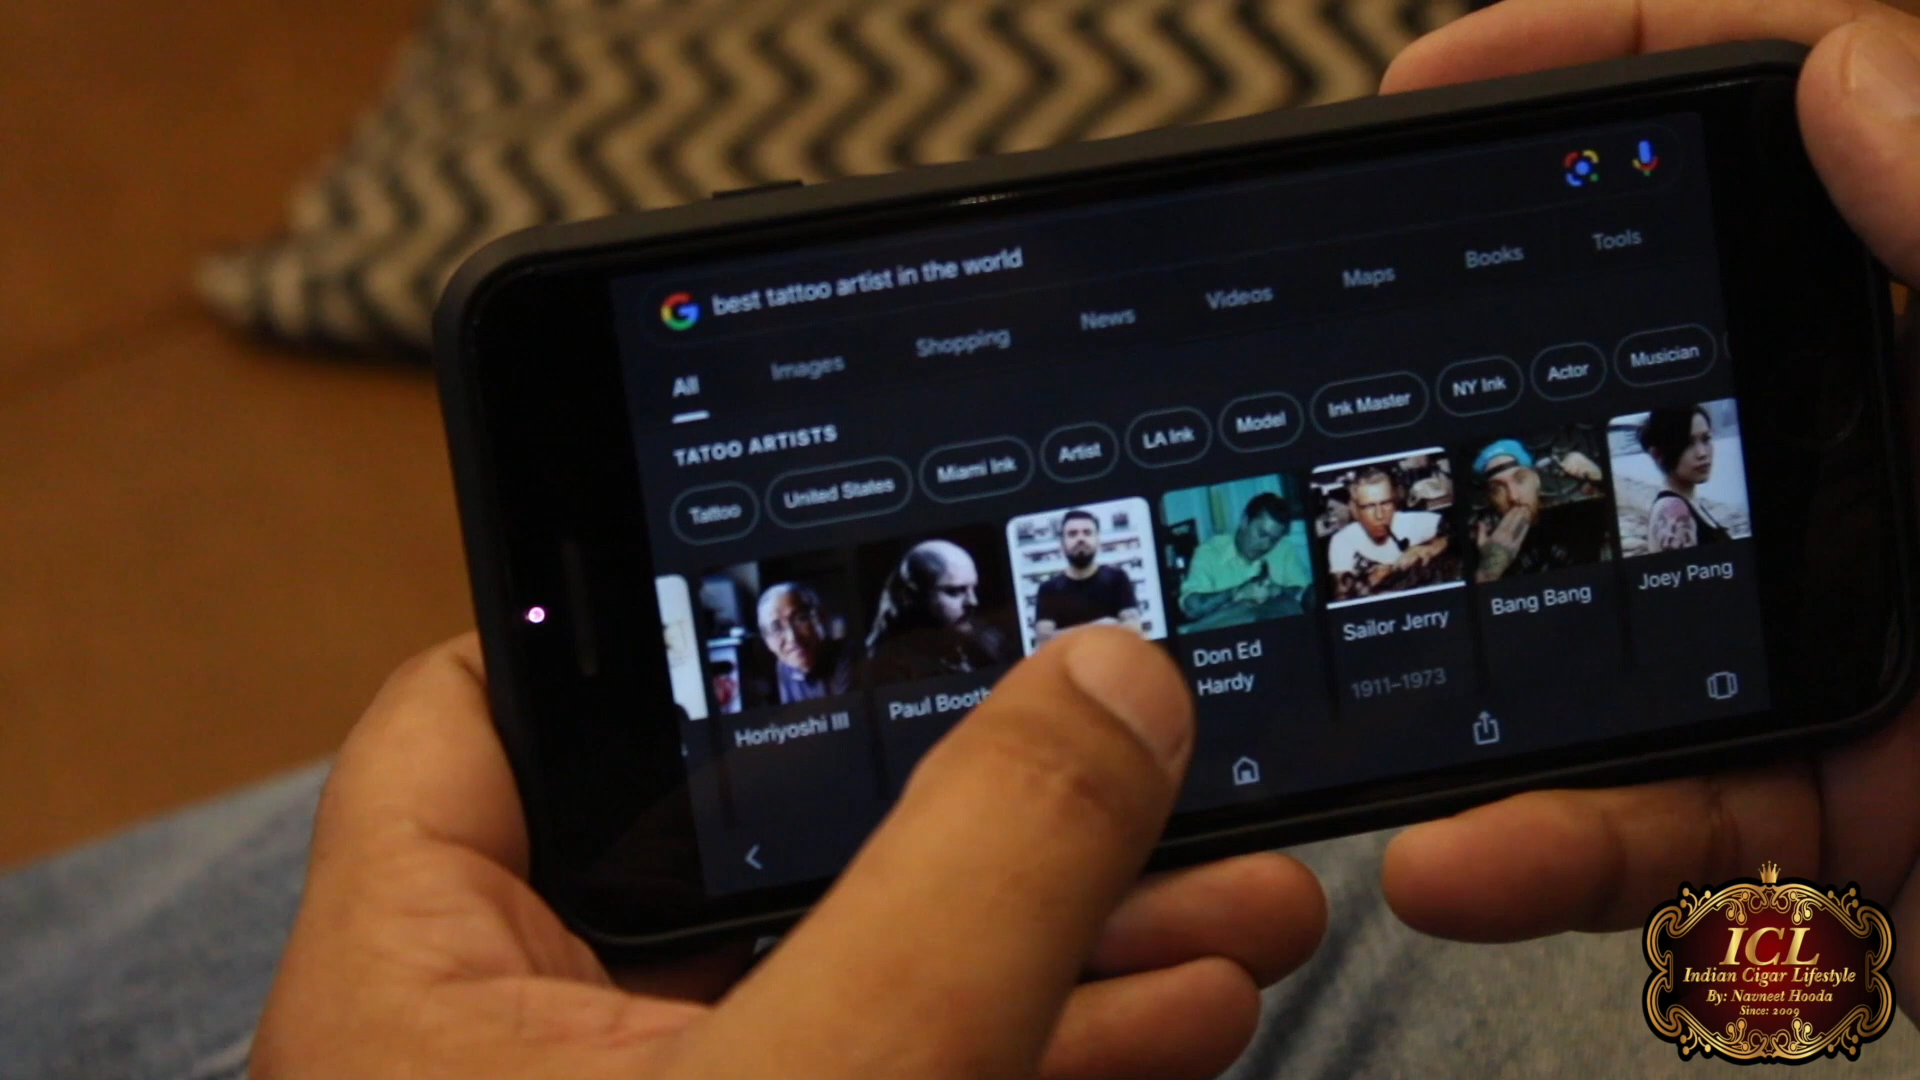 best tattoo artist in the world
All
Images
Shopping
News
Videos
Maps
Books
Tools
TATOO ARTISTS
Tattoo
United States
Miami Ink
Artist
LA Ink
Model
Ink Master
NY Ink
Actor
Musician
Horiyoshi III
Paul Booth
Don Ed
Hardy
Sailor Jerry
1911–1973
Bang Bang
Joey Pang
ICL
Indian Cigar Lifestyle
By: Navneet Hooda
Since: 2009